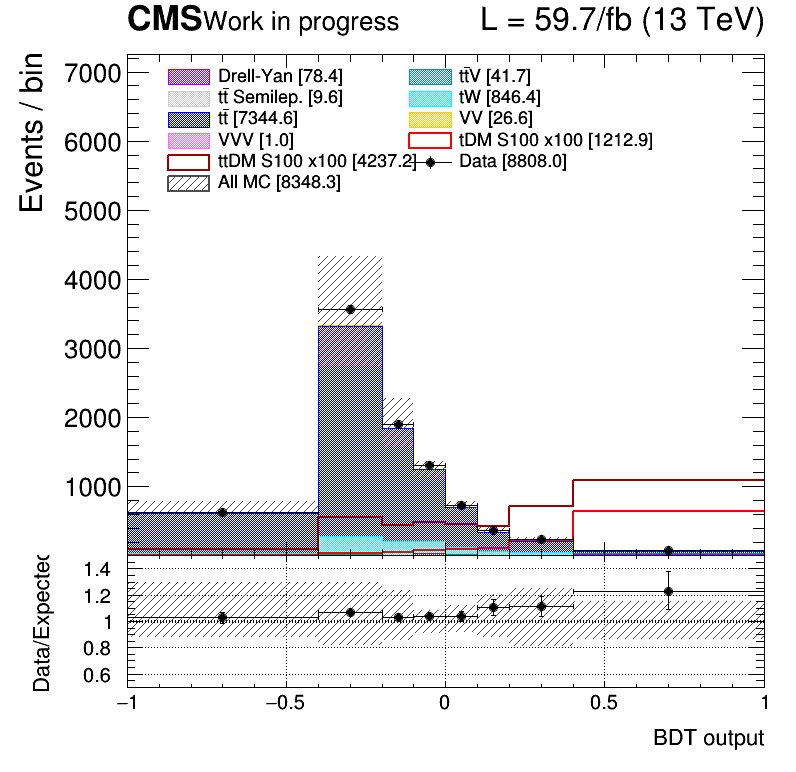 CMS Work in progress L = 59.7/fb (13 TeV)
Events / bin
7000
6000
5000
4000
3000
2000
1000
Drell-Yan [78.4] tt̄V [41.7]
tt̄ Semilep. [9.6] tW [846.4]
tt̄ [7344.6] VV [26.6]
VVV [1.0] tDM S100 x100 [1212.9]
ttDM S100 x100 [4237.2] Data [8808.0]
All MC [8348.3]
Data/Expected
1.4
1.2
1
0.8
0.6
−1 −0.5 0 0.5 1
BDT output